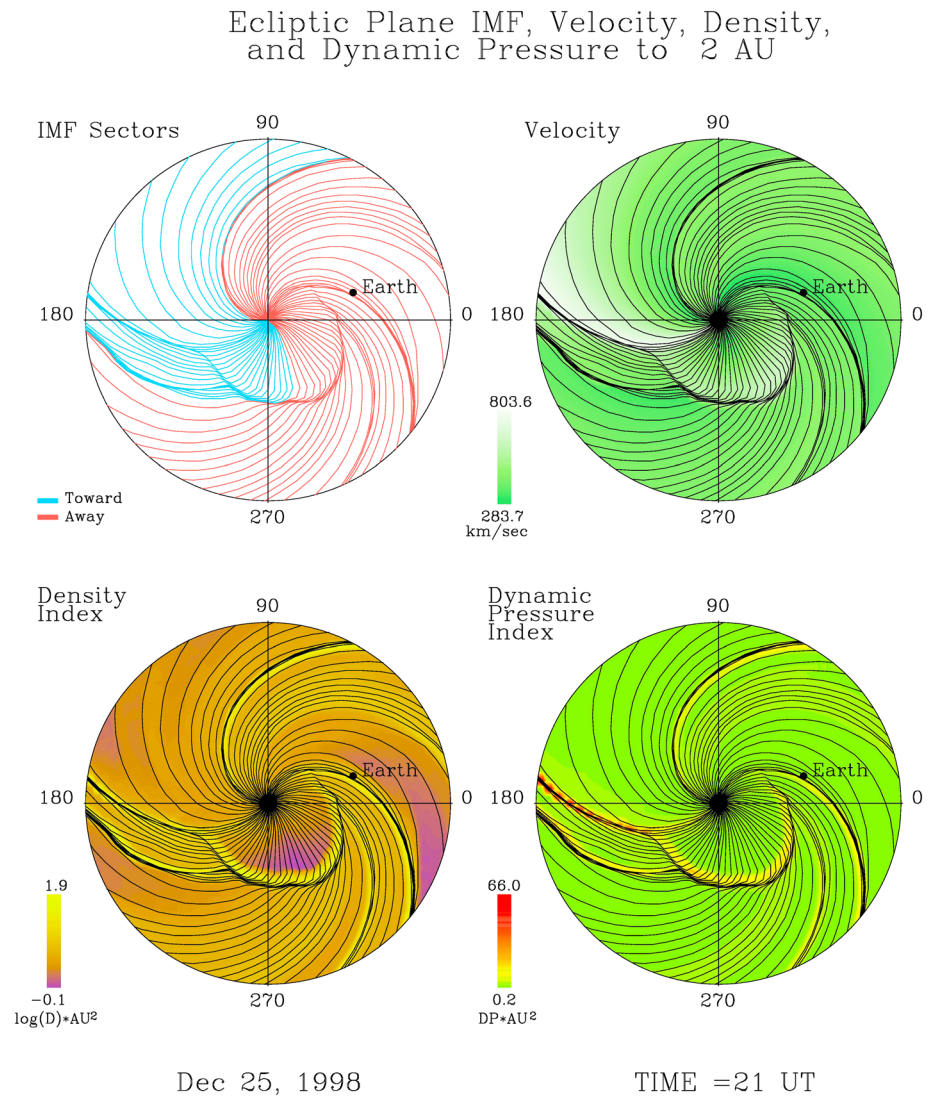 Ecliptic Plane IMF, Velocity, Density,
and Dynamic Pressure to 2 AU
IMF Sectors
90
180
0
270
Earth
Toward
Away
Velocity
90
180
0
270
Earth
803.6
283.7
km/sec
Density
Index
90
180
0
270
Earth
1.9
-0.1
log(D)*AU²
Dynamic
Pressure
Index
90
180
0
270
Earth
66.0
0.2
DP*AU²
Dec 25, 1998
TIME =21 UT